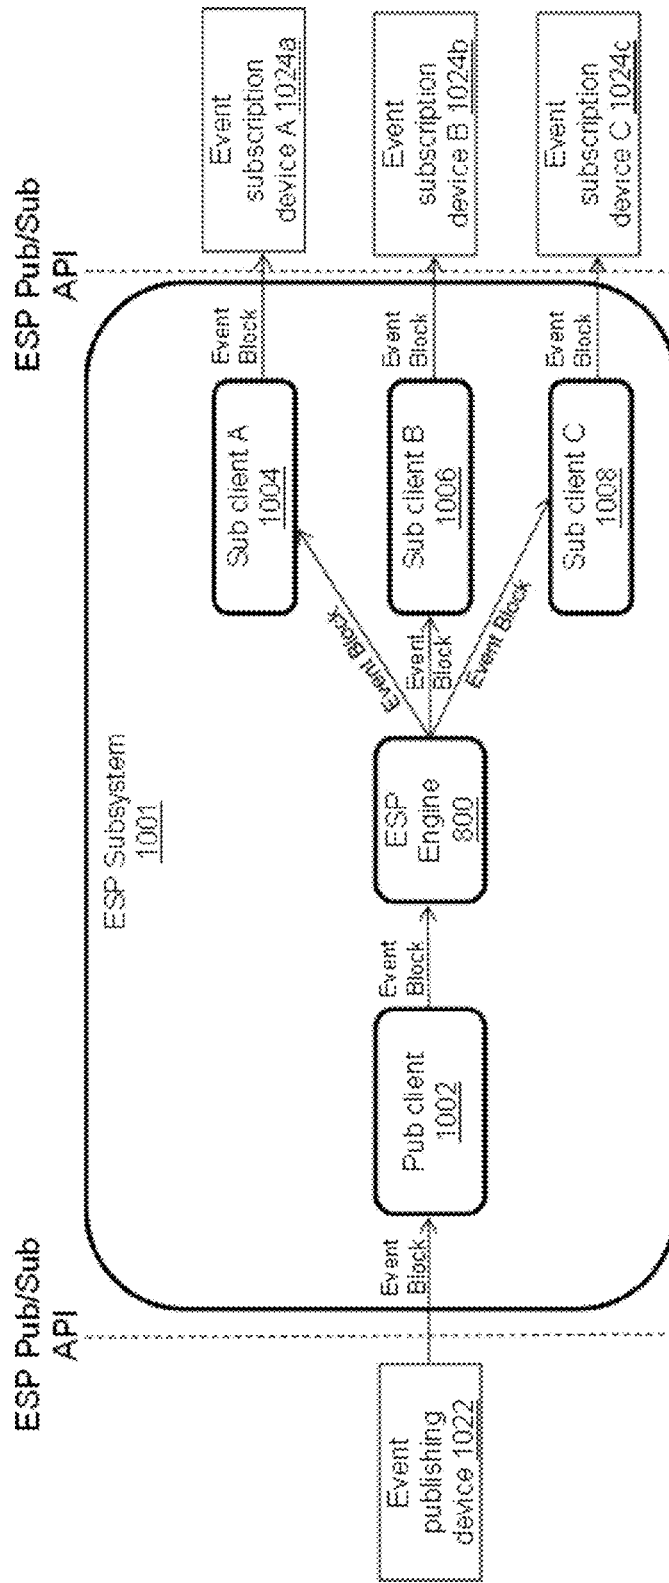 ESP Pub/Sub
API
ESP Pub/Sub
API
Event
publishing
device 1022
Event
Block
ESP Subsystem
1001
Pub client
1002
Event
Block
ESP
Engine
800
Event Block
Event
Block
Event Block
Sub client A
1004
Sub client B
1006
Sub client C
1008
Event
Block
Event
Block
Event
Block
Event
subscription
device A 1024a
Event
subscription
device B 1024b
Event
subscription
device C 1024c